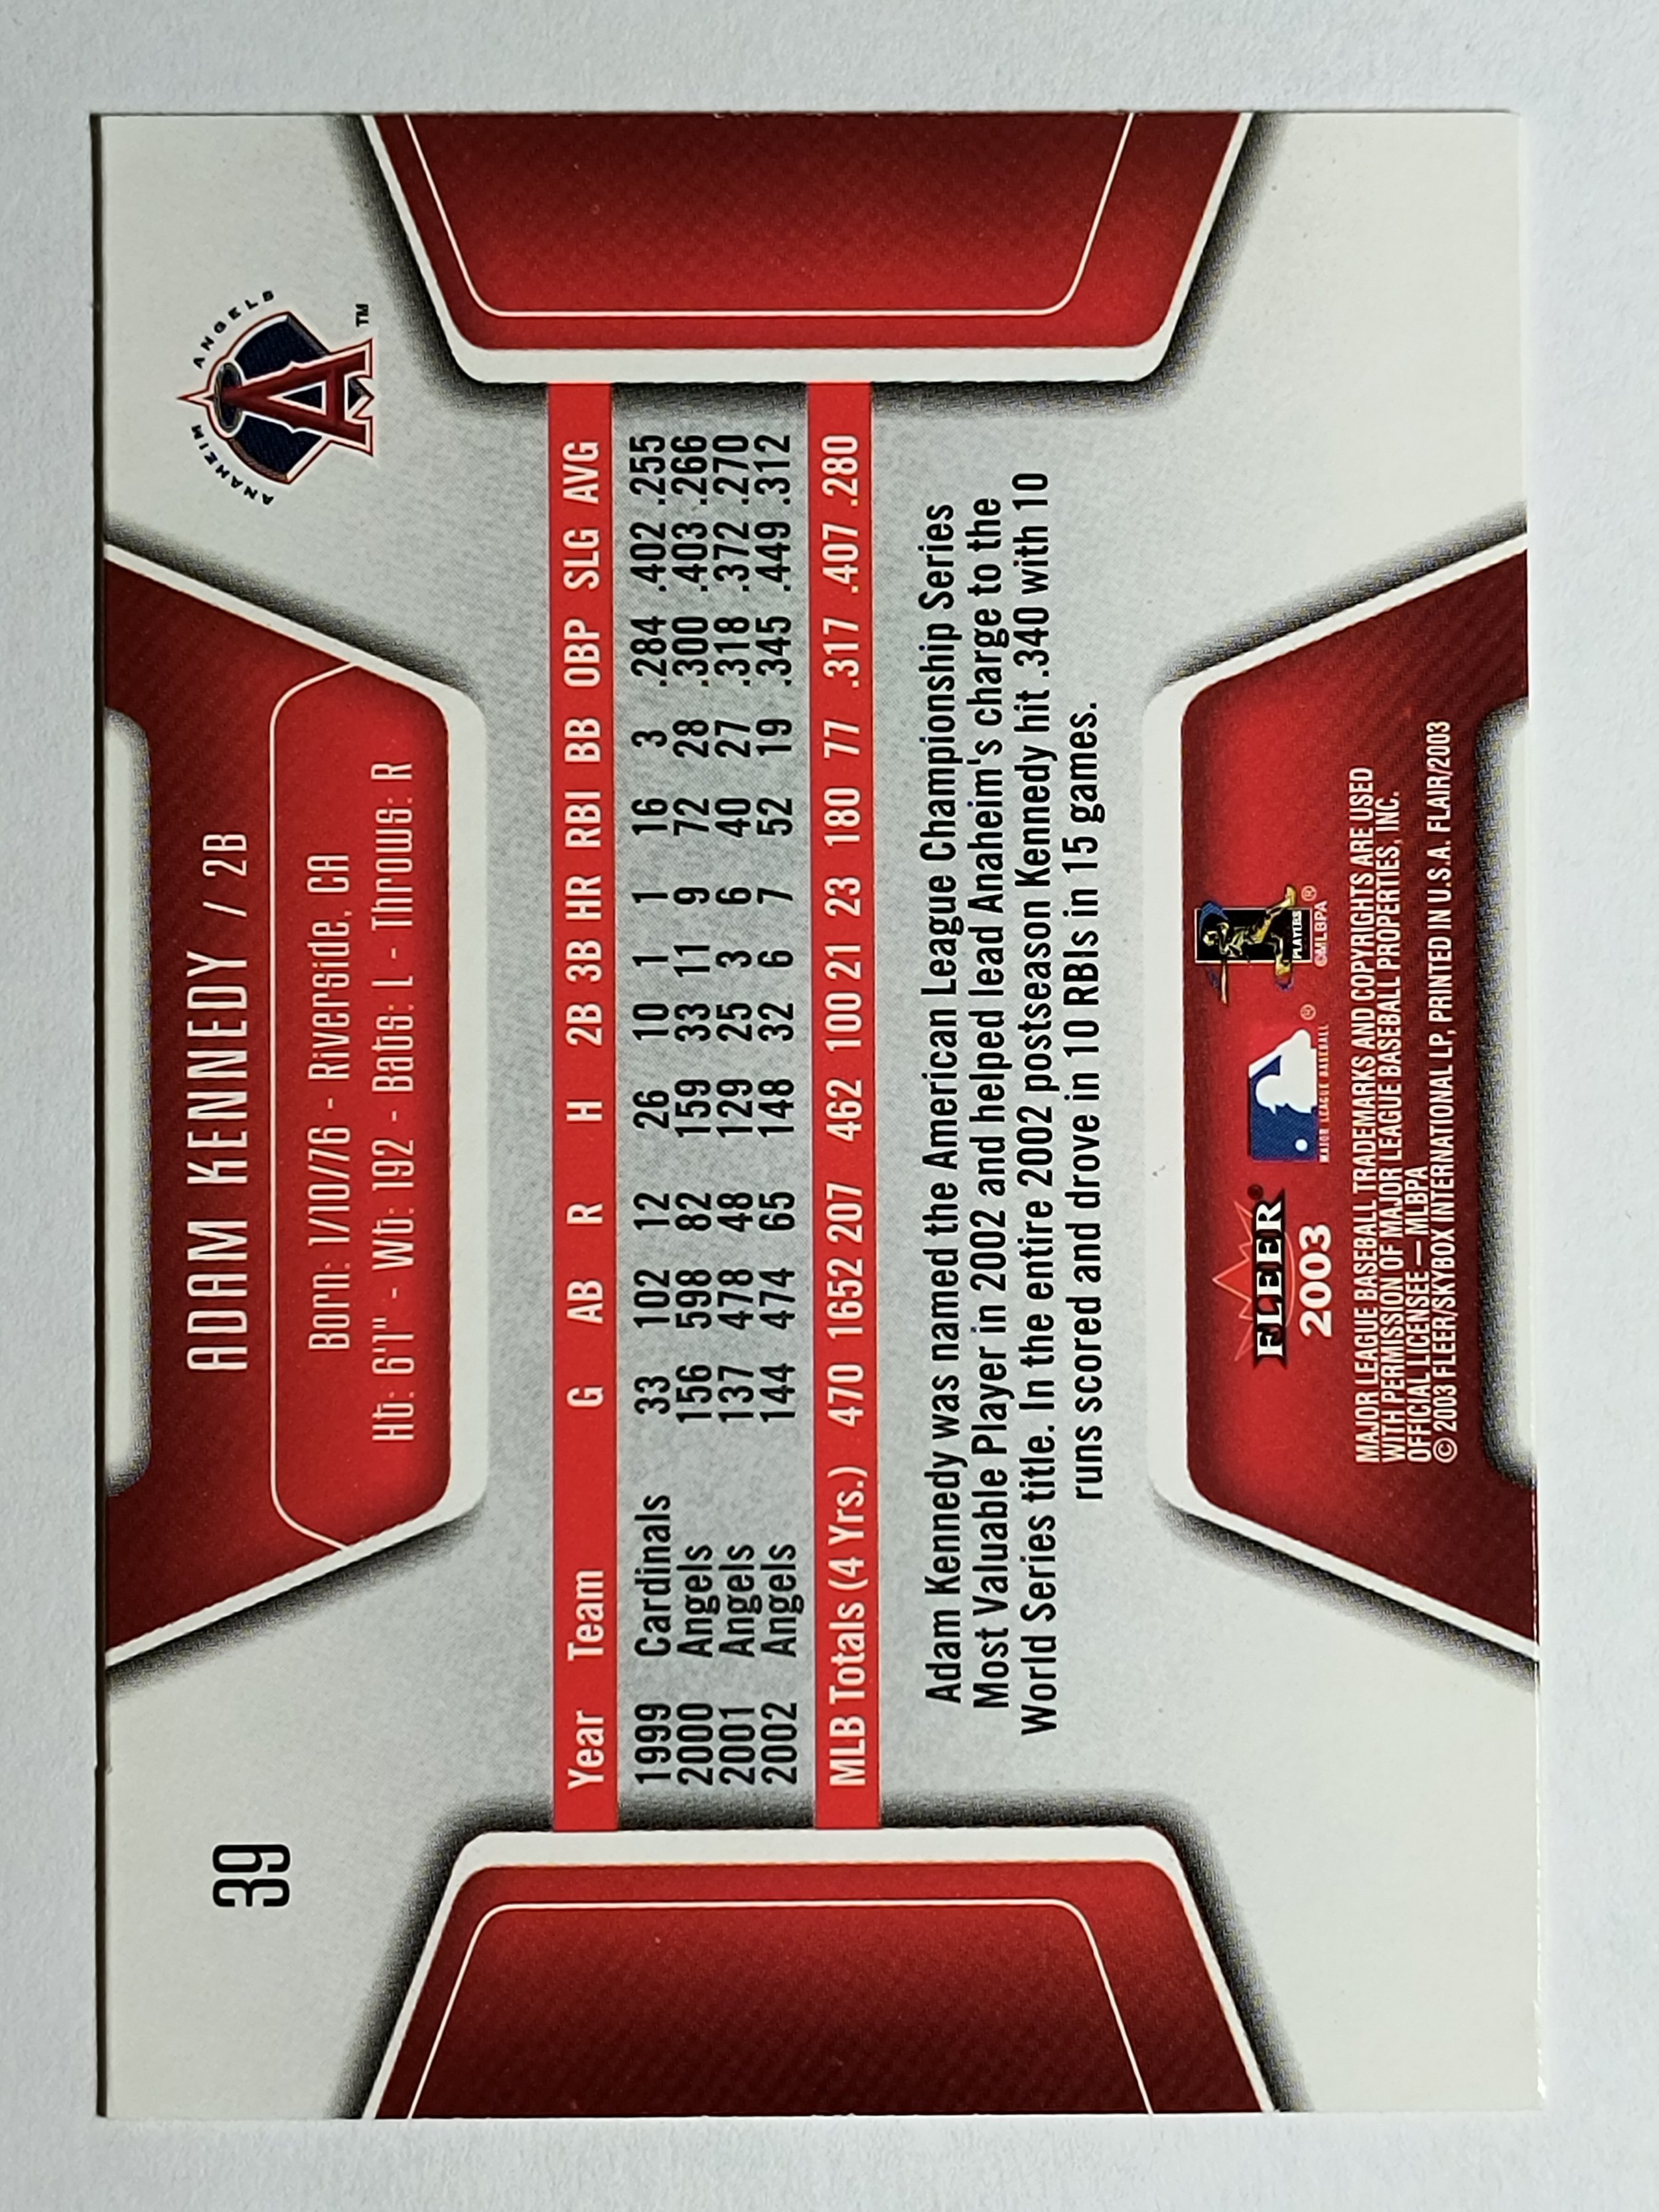 39
ADAM KENNEDY / 2B
ANAHEIM ANGELS
TM
Born: 1/10/76 - Riverside, CA
Ht: 6'1" - Wt: 192 - Bats: L - Throws: R
Year Team G AB R H 2B 3B HR RBI BB OBP SLG AVG
1999 Cardinals 33 102 12 26 10 1 1 16 3 .284 .402 .255
2000 Angels 156 598 82 159 33 11 9 72 28 .300 .403 .266
2001 Angels 137 478 48 129 25 3 6 40 27 .318 .372 .270
2002 Angels 144 474 65 148 32 6 7 52 19 .345 .449 .312
MLB Totals (4 Yrs.) 470 1652 207 462 100 21 23 180 77 .317 .407 .280
Adam Kennedy was named the American League Championship Series
Most Valuable Player in 2002 and helped lead Anaheim's charge to the
World Series title. In the entire 2002 postseason Kennedy hit .340 with 10
runs scored and drove in 10 RBIs in 15 games.
FLEER®
2003
®
MAJOR LEAGUE BASEBALL
PLAYERS
®
©MLBPA
MAJOR LEAGUE BASEBALL TRADEMARKS AND COPYRIGHTS ARE USED
WITH PERMISSION OF MAJOR LEAGUE BASEBALL PROPERTIES, INC.
OFFICIAL LICENSEE — MLBPA
© 2003 FLEER/SKYBOX INTERNATIONAL LP, PRINTED IN U.S.A. FLAIR/2003